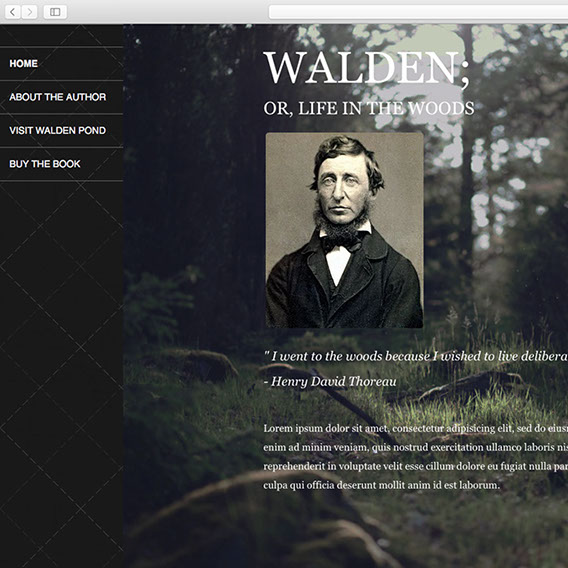 HOME
ABOUT THE AUTHOR
VISIT WALDEN POND
BUY THE BOOK
WALDEN;
OR, LIFE IN THE WOODS
" I went to the woods because I wished to live delibera
- Henry David Thoreau
Lorem ipsum dolor sit amet, consectetur adipisicing elit, sed do eius
enim ad minim veniam, quis nostrud exercitation ullamco laboris nis
reprehenderit in voluptate velit esse cillum dolore eu fugiat nulla par
culpa qui officia deserunt mollit anim id est laborum.